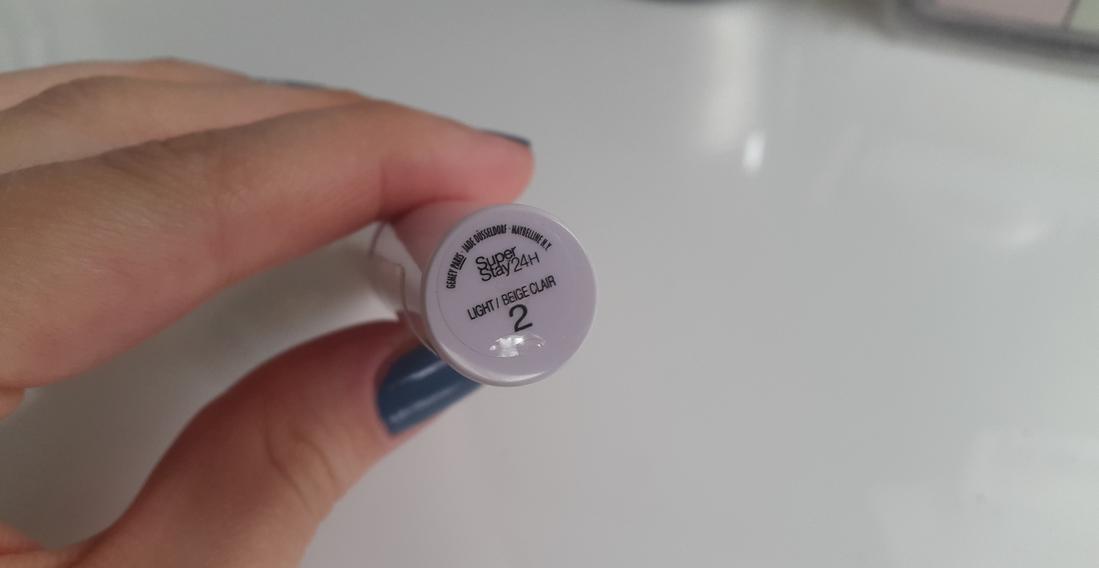 GEMEY PARIS · JADE DÜSSELDORF · MAYBELLINE N.Y.
Super
Stay 24H
LIGHT / BEIGE CLAIR
2